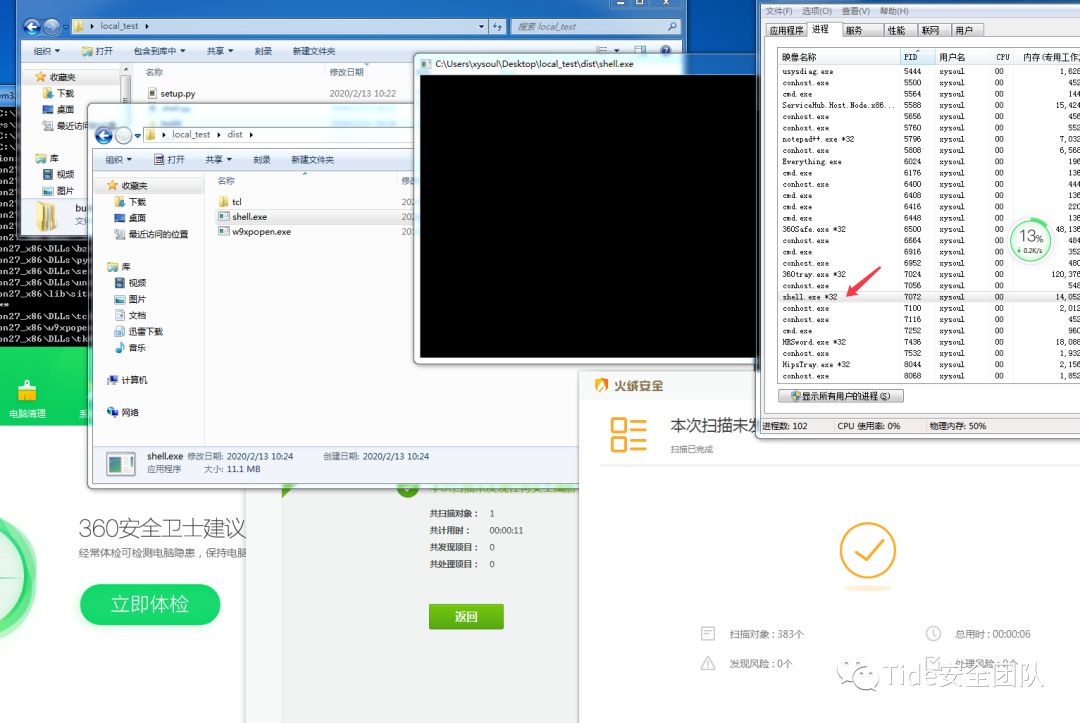 local_test
搜索 local_test
组织
打开
包含到库中
共享
刻录
新建文件夹
收藏夹
下载
桌面
最近访问
库
视频
图片
名称
修改日期
setup.py
2020/2/13 10:22
local_test
dist
组织
打开
共享
刻录
新建文件夹
收藏夹
下载
桌面
最近访问的位置
库
视频
图片
文档
迅雷下载
音乐
计算机
网络
名称
tcl
shell.exe
w9xpopen.exe
shell.exe 修改日期: 2020/2/13 10:24 创建日期: 2020/2/13 10:24
应用程序 大小: 11.1 MB
C:\Users\xysoul\Desktop\local_test\dist\shell.exe
文件(F) 选项(O) 查看(V) 帮助(H)
应用程序 进程 服务 性能 联网 用户
映像名称 PID 用户名 CPU 内存(专用工作
usysdiag.exe 5444 xysoul 00 1,628
conhost.exe 5500 xysoul 00 456
cmd.exe 5564 xysoul 00 144
ServiceHub.Host.Node.x86... 5588 xysoul 00 15,424
conhost.exe 5656 xysoul 00 456
conhost.exe 5760 xysoul 00 552
notepad++.exe *32 5796 xysoul 00 7,032
conhost.exe 5808 xysoul 00 6,568
Everything.exe 6024 xysoul 00 196
cmd.exe 6176 xysoul 00 136
conhost.exe 6400 xysoul 00 444
cmd.exe 6408 xysoul 00 136
cmd.exe 6416 xysoul 00 220
cmd.exe 6448 xysoul 00 136
360Safe.exe *32 6500 xysoul 00 48,136
conhost.exe 6664 xysoul 00 484
cmd.exe 6916 xysoul 00 352
conhost.exe 6952 xysoul 00 480
360tray.exe *32 7024 xysoul 00 120,376
conhost.exe 7056 xysoul 00 548
shell.exe *32 7072 xysoul 00 14,052
conhost.exe 7100 xysoul 00 2,012
conhost.exe 7116 xysoul 00 452
cmd.exe 7252 xysoul 00 960
HRSword.exe *32 7436 xysoul 00 18,088
conhost.exe 7532 xysoul 00 1,932
HipsTray.exe *32 8044 xysoul 00 2,156
conhost.exe 8068 xysoul 00 1,852
13%
0.2K/s
显示所有用户的进程(S)
进程数: 102 CPU 使用率: 0% 物理内存: 50%
on27_x86\DLLs\bz
on27_x86\DLLs\py
on27_x86\DLLs\se
on27_x86\DLLs\un
on27_x86\lib\sit
**
on27_x86\DLLs\tc
on27_x86\w9xpope
on27_x86\DLLs\tk
电脑清理
360安全卫士建议
经常体检可检测电脑隐患，保持电脑
立即体检
共扫描对象： 1
共计用时： 00:00:11
共发现项目： 0
共处理项目： 0
返回
火绒安全
本次扫描未发
扫描已完成
扫描对象 : 383个
总用时 : 00:00:06
发现风险 : 0个
处理风险 : 0个
Tide安全团队